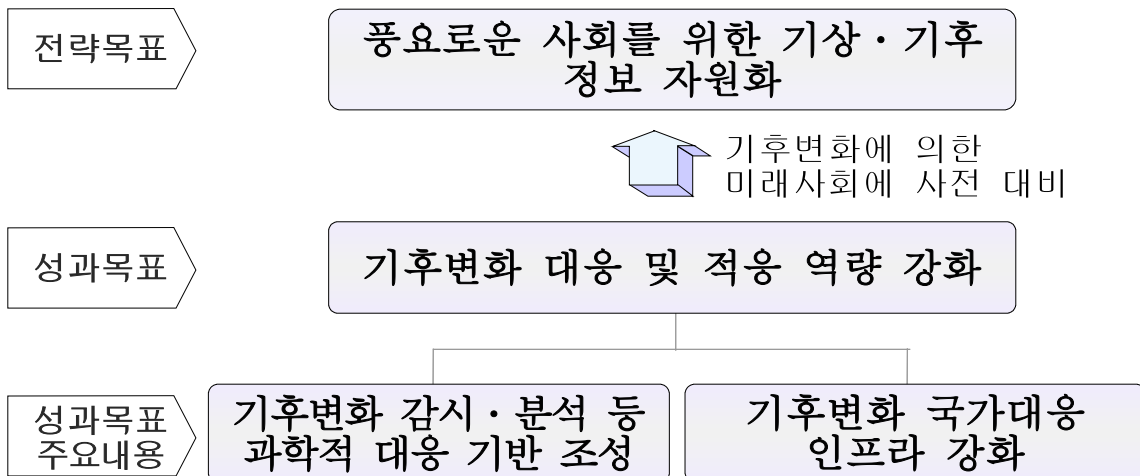 전략목표
풍요로운 사회를 위한 기상·기후
정보 자원화
기후변화에 의한
미래사회에 사전 대비
성과목표
기후변화 대응 및 적응 역량 강화
성과목표
주요내용
기후변화 감시·분석 등
과학적 대응 기반 조성
기후변화 국가대응
인프라 강화